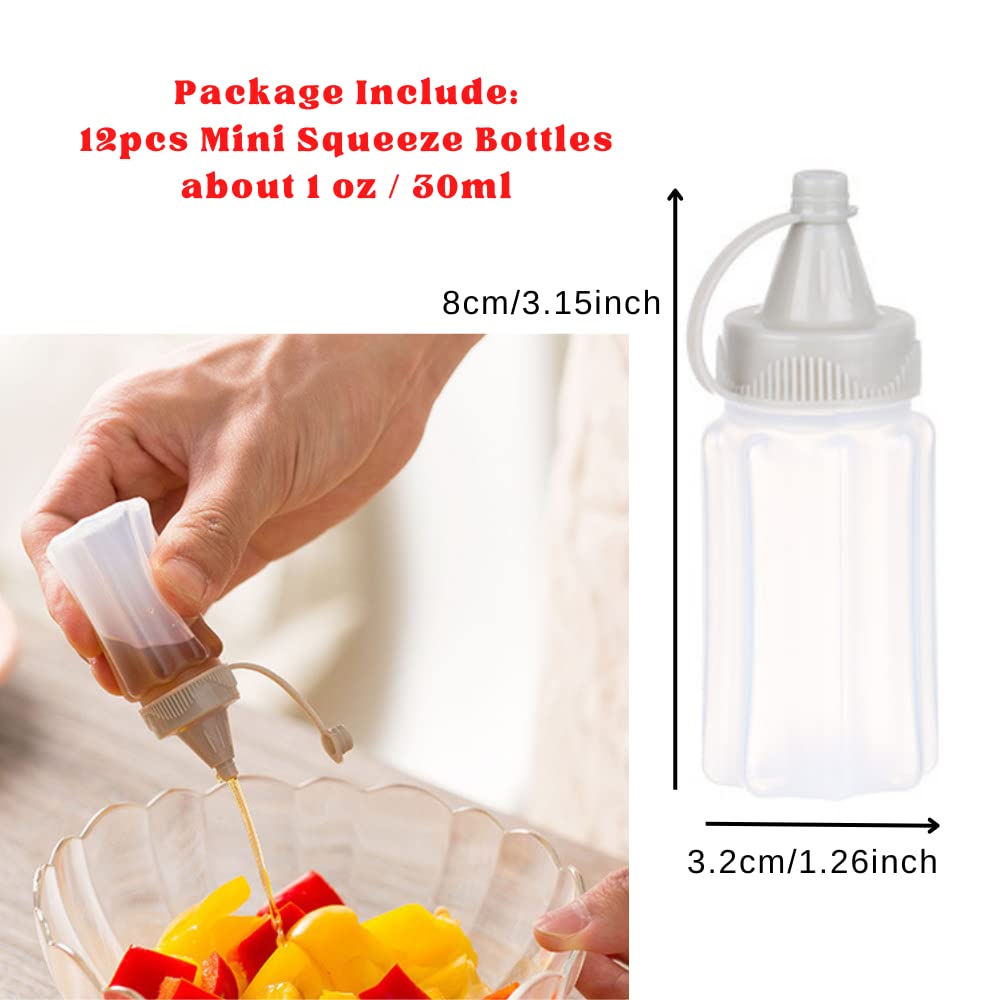 Package Include:
12pcs Mini Squeeze Bottles
about 1 oz / 30ml
8cm/3.15inch
3.2cm/1.26inch